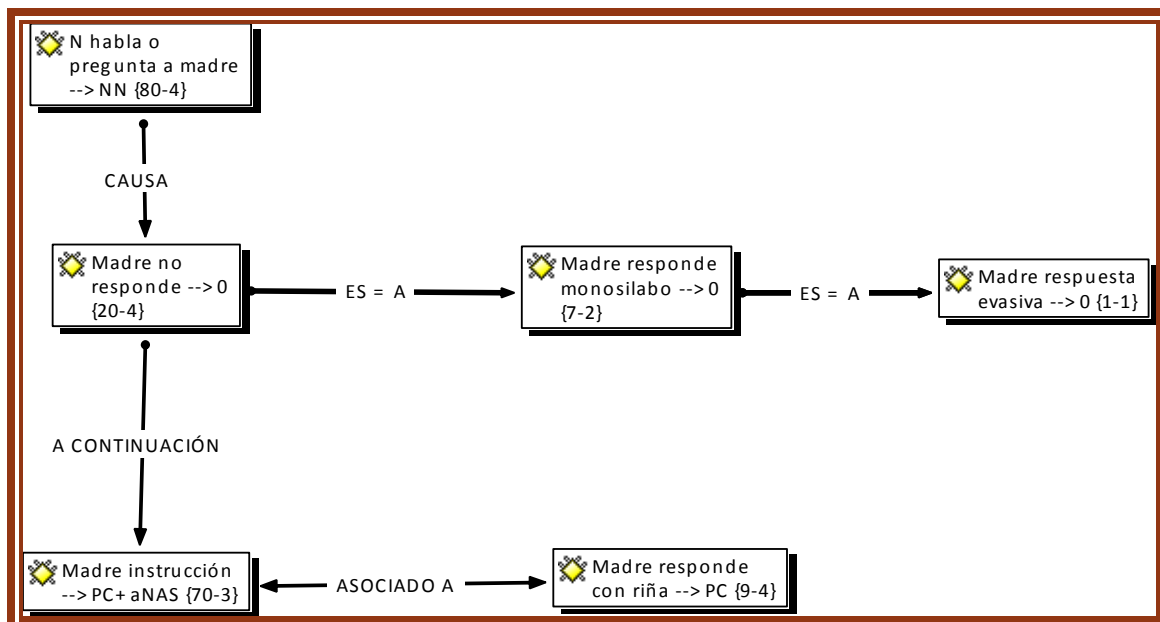 N habla o
pregunta a madre
--> NN {80-4}
CAUSA
Madre no
responde --> 0
{20-4}
ES = A
Madre responde
monosilabo --> 0
{7-2}
ES = A
Madre respuesta
evasiva --> 0 {1-1}
A CONTINUACIÓN
Madre instrucción
--> PC+ aNAS {70-3}
ASOCIADO A
Madre responde
con riña --> PC {9-4}